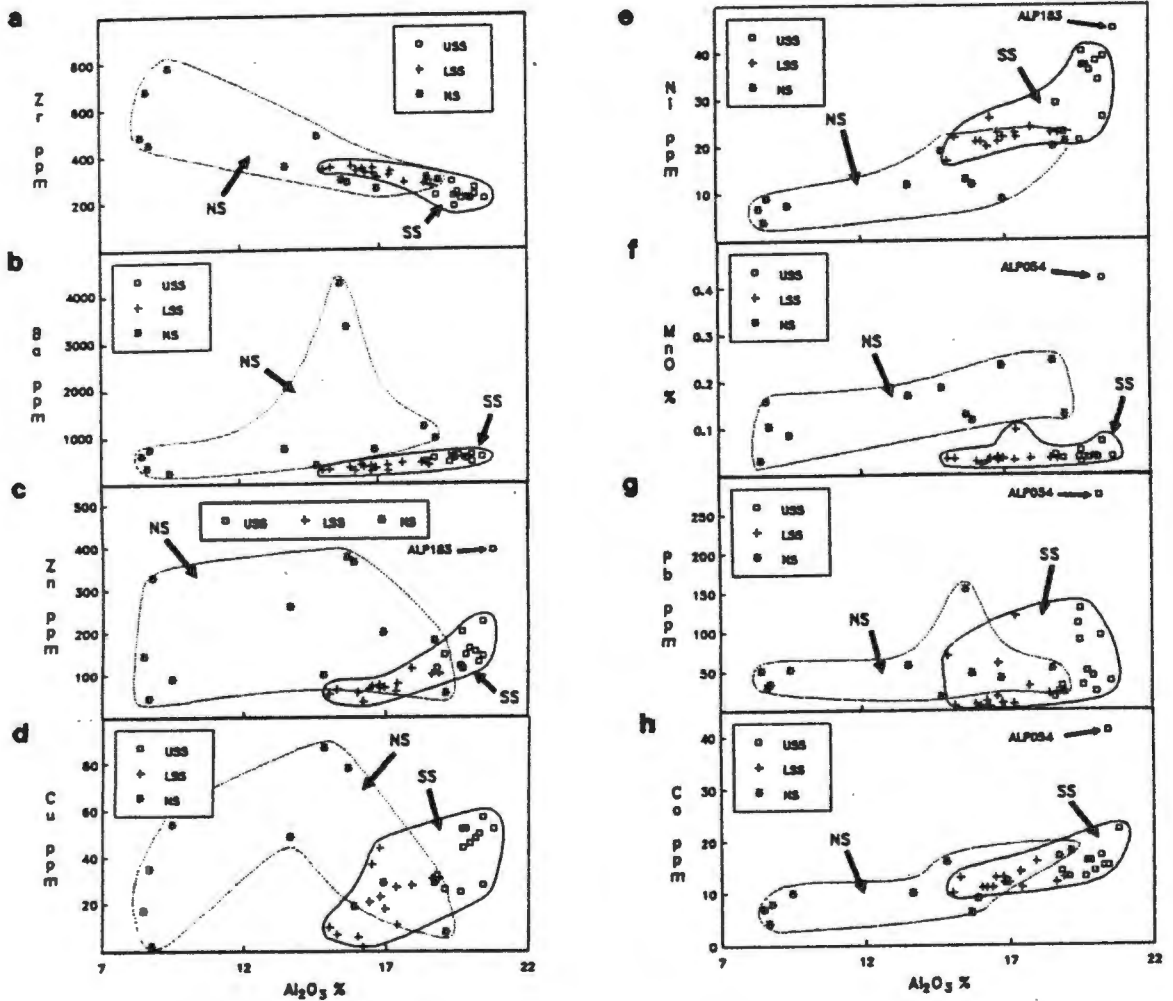 a
Zr ppm
800
600
400
200
USS
LSS
NS
NS
SS
12
17
b
Ba ppm
4000
3000
2000
1000
USS
LSS
NS
NS
SS
c
Zn ppm
500
400
300
200
100
USS LSS NS
NS
ALP183
SS
d
Cu ppm
80
60
40
20
USS
LSS
NS
NS
SS
7 12 17 22
Al₂O₃ %
e
Ni ppm
40
30
20
10
USS
LSS
NS
ALP183
SS
NS
f
MnO %
0.4
0.3
0.2
0.1
USS
LSS
NS
ALP054
NS
SS
g
Pb ppm
250
200
150
100
50
USS
LSS
NS
ALP054
SS
NS
h
Co ppm
40
30
20
10
0
USS
LSS
NS
ALP054
SS
NS
7 12 17 22
Al₂O₃ %